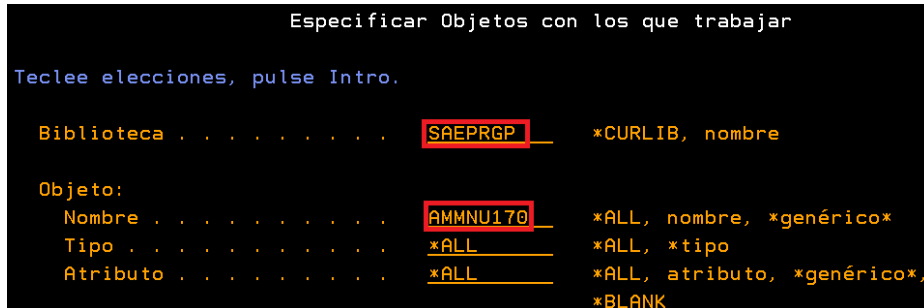 Especificar Objetos con los que trabajar
Teclee elecciones, pulse Intro.
Biblioteca . . . . . . . . . . SAEPRGP *CURLIB, nombre
Objeto:
Nombre . . . . . . . . . . AMMNU170 *ALL, nombre, *genérico*
Tipo . . . . . . . . . . . *ALL *ALL, *tipo
Atributo . . . . . . . . . *ALL *ALL, atributo, *genérico*,
*BLANK